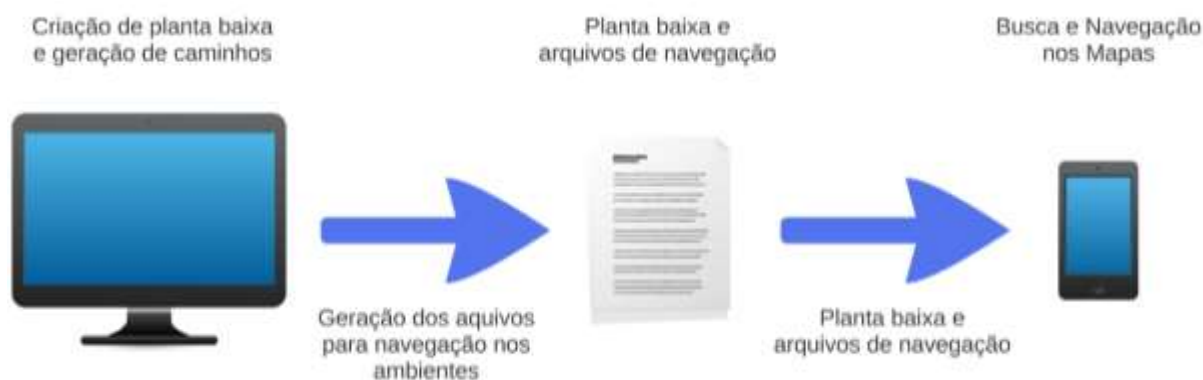 Criação de planta baixa
e geração de caminhos
Planta baixa e
arquivos de navegação
Busca e Navegação
nos Mapas
Geração dos aquivos
para navegação nos
ambientes
Planta baixa e
arquivos de navegação